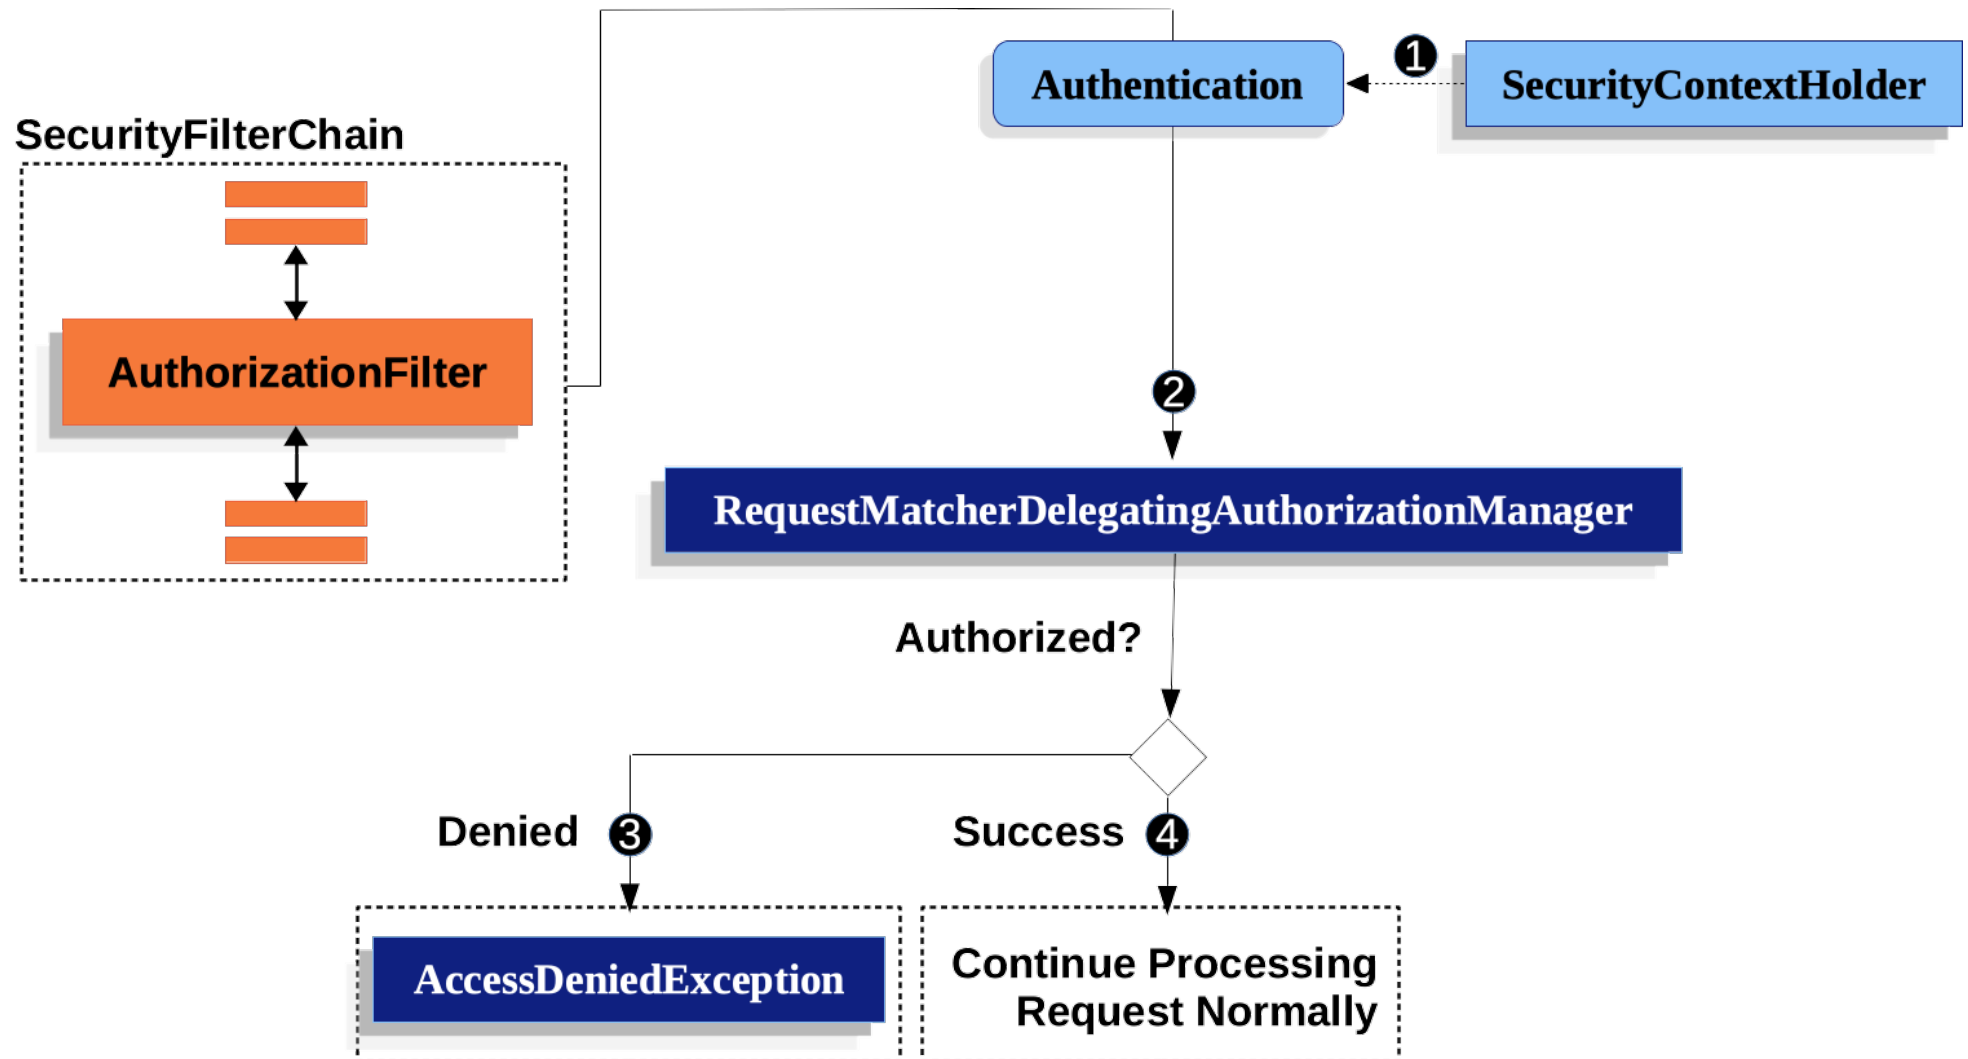 Authentication
1
SecurityContextHolder
SecurityFilterChain
AuthorizationFilter
2
RequestMatcherDelegatingAuthorizationManager
Authorized?
Denied
3
Success
4
AccessDeniedException
Continue Processing
Request Normally